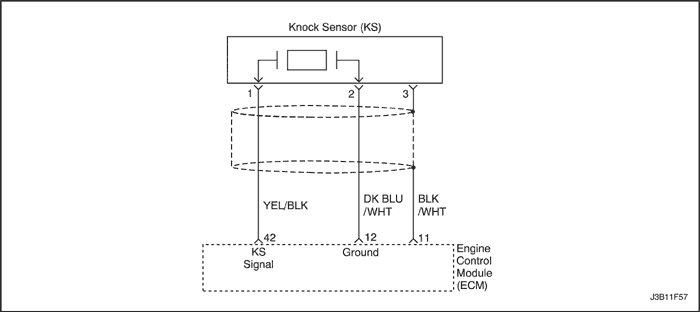 Knock Sensor (KS)
1 2 3
YEL/BLK
DK BLU
/WHT
BLK
/WHT
42 12 11
KS
Signal
Ground
Engine
Control
Module
(ECM)
J3B11F57